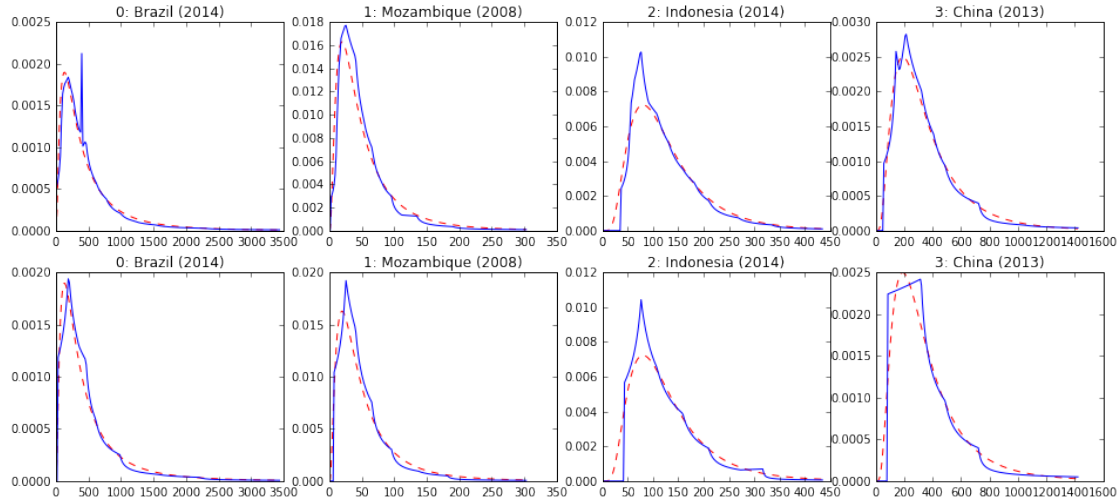 0: Brazil (2014) 1: Mozambique (2008) 2: Indonesia (2014) 3: China (2013)
0.0025 0.018 0.012 0.0030
0.016
0.0020 0.014 0.010 0.0025
0.0015 0.012 0.008 0.0020
0.010
0.0010 0.008 0.006 0.0015
0.006 0.004 0.0010
0.0005 0.004 0.002 0.0005
0.002
0.0000 0.000 0.000 0.0000
0 500 1000 1500 2000 2500 3000 3500 0 50 100 150 200 250 300 350 0 50 100 150 200 250 300 350 400 450 0 200 400 600 800 1000 1200 1400 1600
0: Brazil (2014) 1: Mozambique (2008) 2: Indonesia (2014) 3: China (2013)
0.0020 0.020 0.012 0.0025
0.010
0.0015 0.015 0.0020
0.008
0.0010 0.010 0.006 0.0015
0.0010
0.0005 0.005 0.004
0.002 0.0005
0.0000 0.000 0.000 0.0000
0 500 1000 1500 2000 2500 3000 3500 0 50 100 150 200 250 300 350 0 50 100 150 200 250 300 350 400 450 0 200 400 600 800 1000 1200 1400 1600